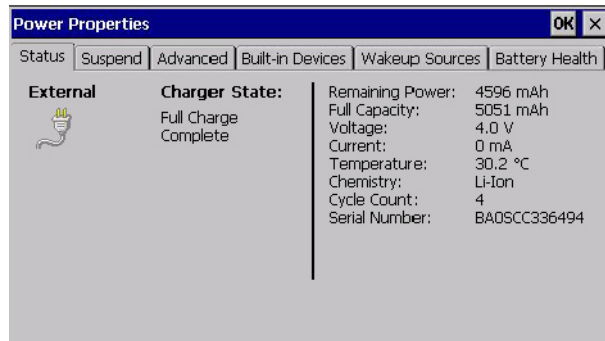 Power Properties OK ×
Status Suspend Advanced Built-in Devices Wakeup Sources Battery Health
External
Charger State:
Full Charge
Complete
Remaining Power: 4596 mAh
Full Capacity: 5051 mAh
Voltage: 4.0 V
Current: 0 mA
Temperature: 30.2 °C
Chemistry: Li-Ion
Cycle Count: 4
Serial Number: BA0SCC336494